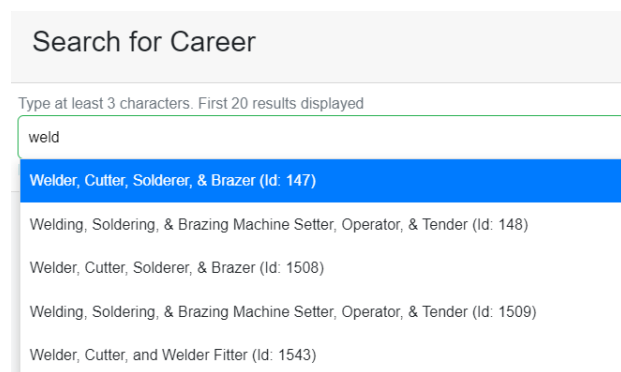 Search for Career
Type at least 3 characters. First 20 results displayed
weld
Welder, Cutter, Solderer, & Brazer (Id: 147)
Welding, Soldering, & Brazing Machine Setter, Operator, & Tender (Id: 148)
Welder, Cutter, Solderer, & Brazer (Id: 1508)
Welding, Soldering, & Brazing Machine Setter, Operator, & Tender (Id: 1509)
Welder, Cutter, and Welder Fitter (Id: 1543)